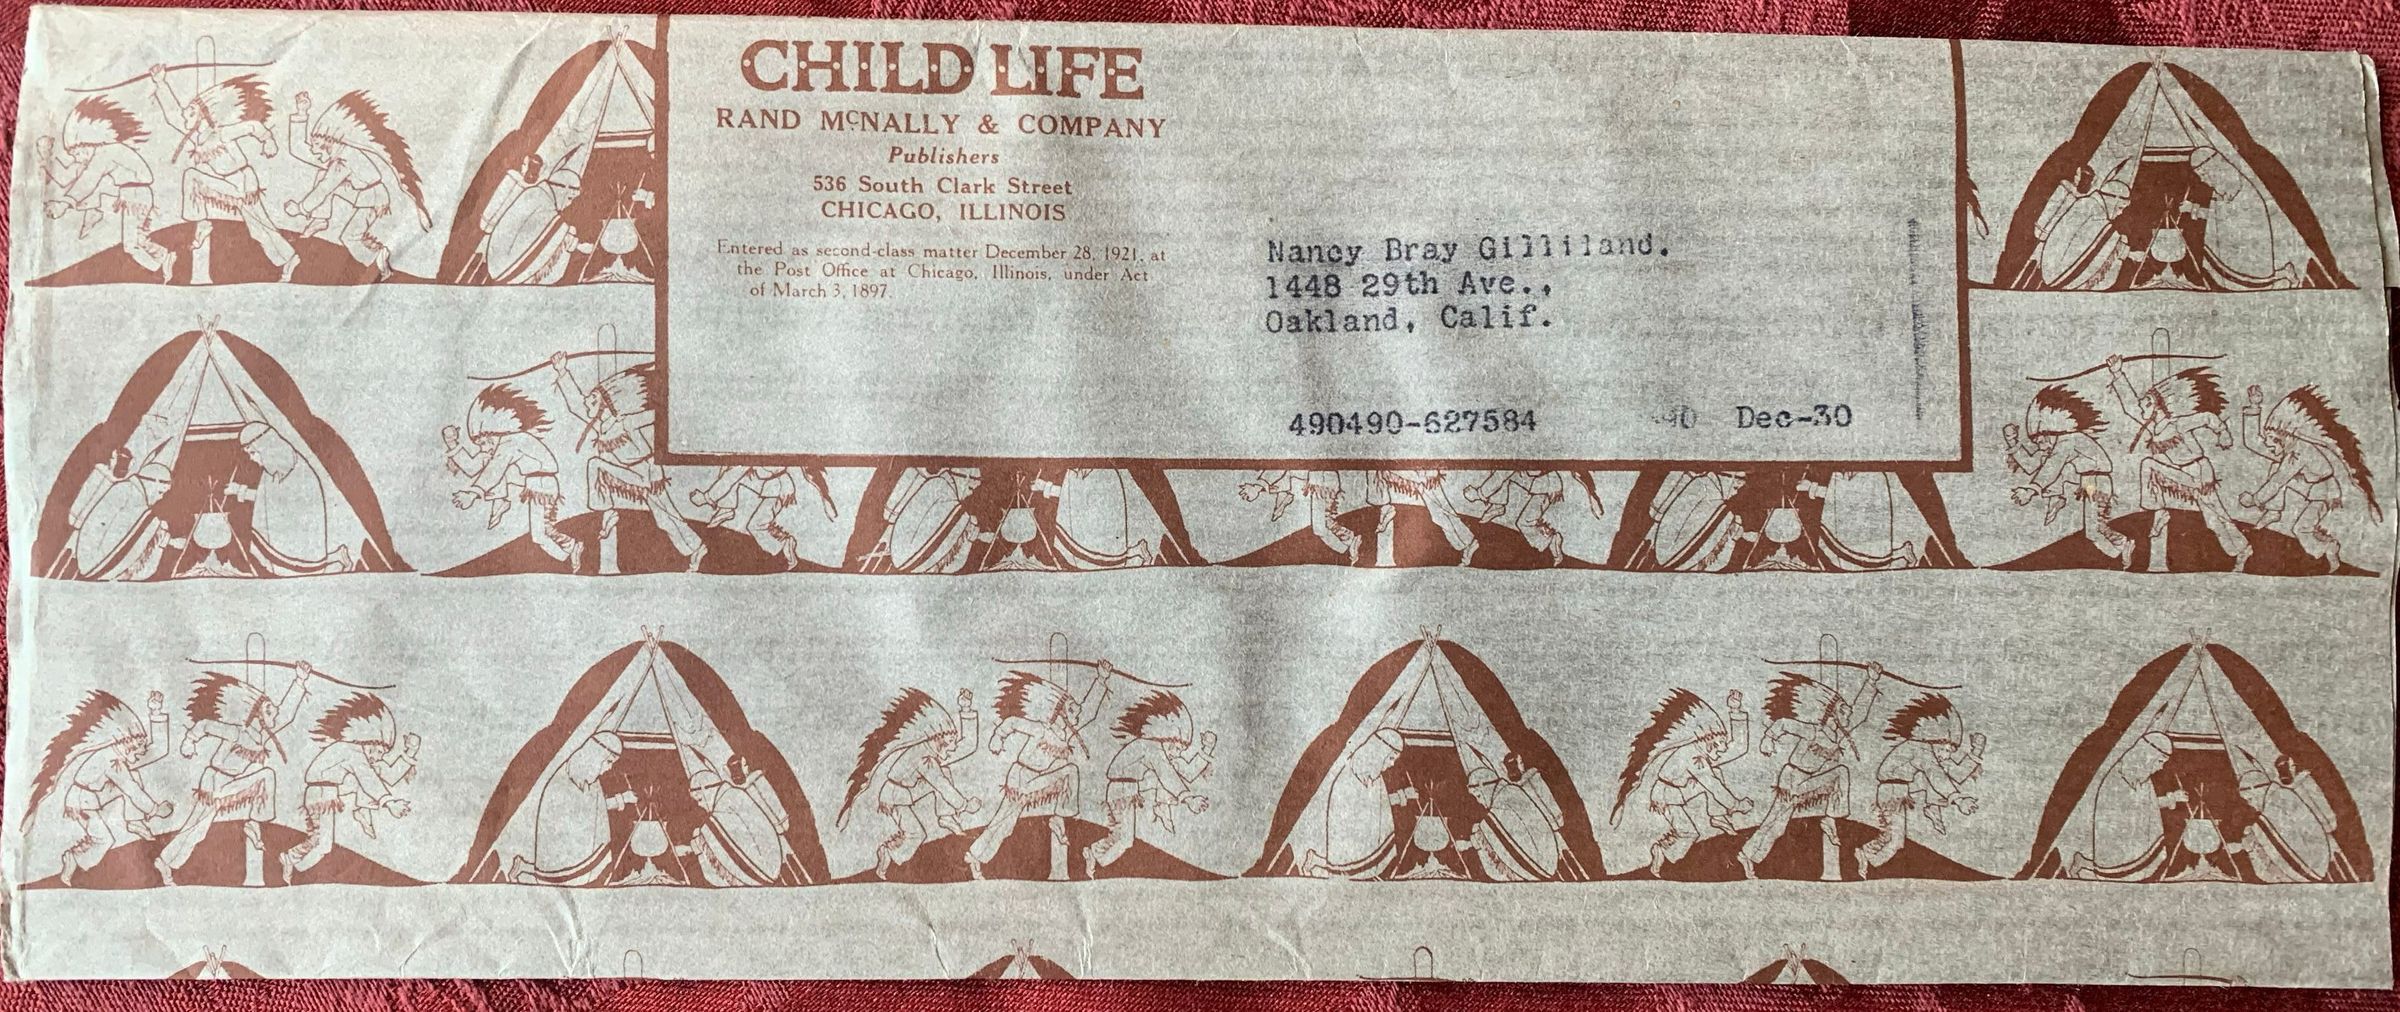 CHILD LIFE
RAND McNALLY & COMPANY
Publishers
536 South Clark Street
CHICAGO, ILLINOIS
Entered as second-class matter December 28, 1921, at
the Post Office at Chicago, Illinois, under Act
of March 3, 1897.
Nancy Bray Gilliland.
1448 29th Ave.,
Oakland, Calif.
490490-627584 Dec-30